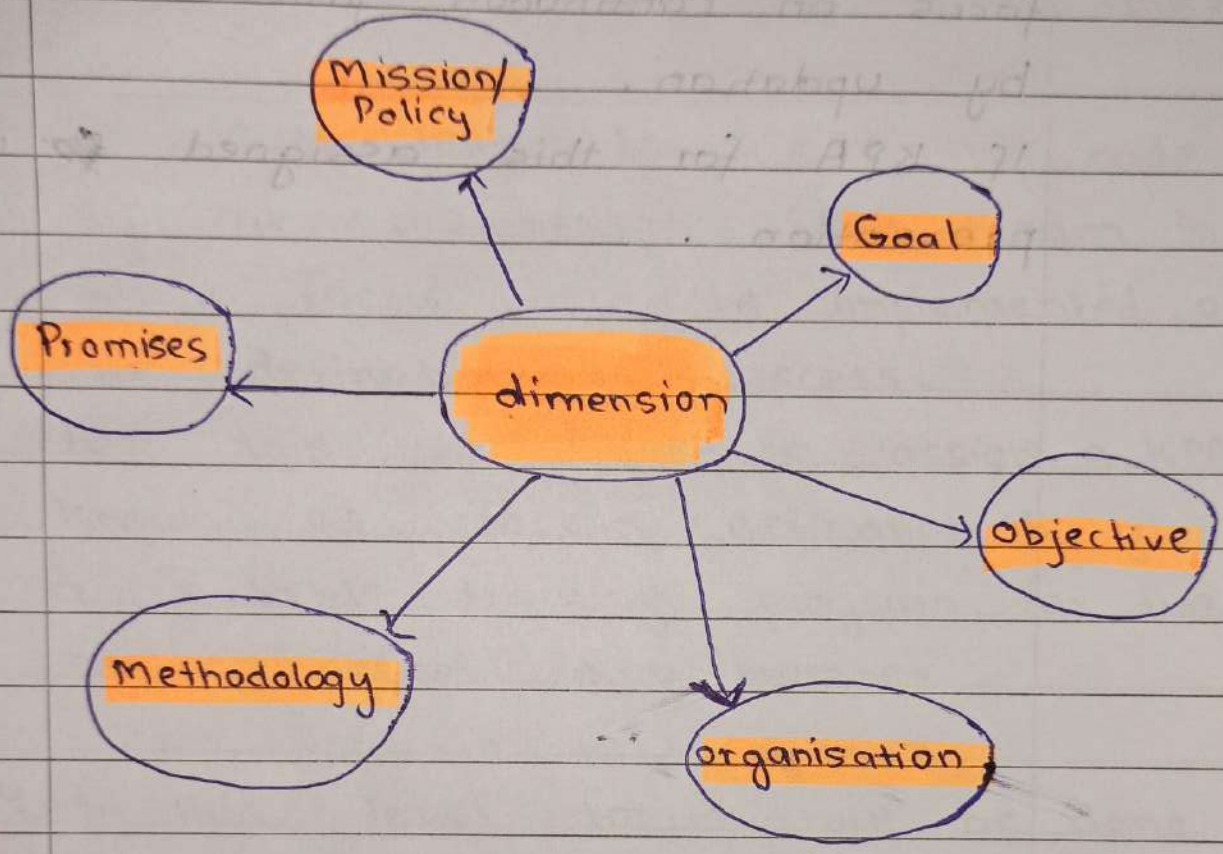 Mission/
Policy
Goal
Promises
dimension
objective
Methodology
organisation